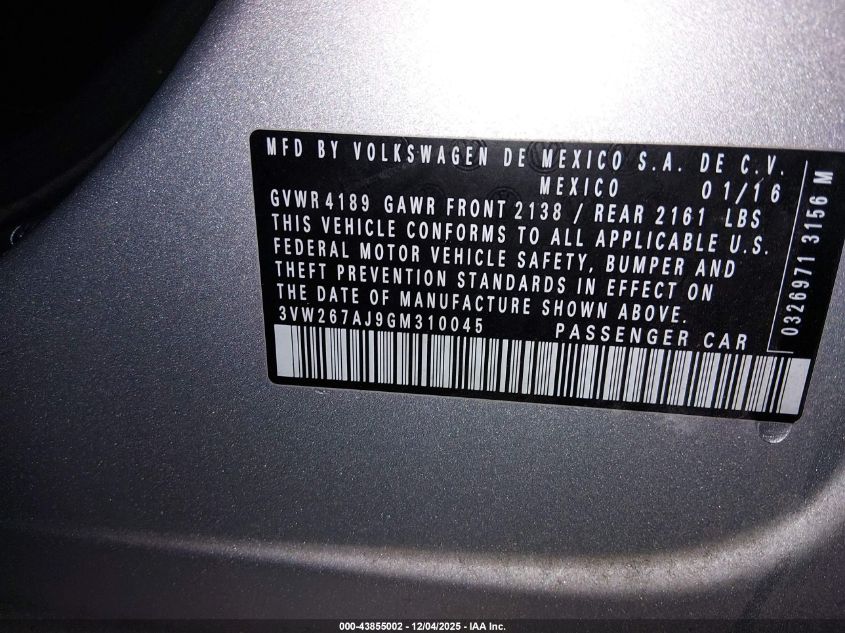 MFD BY VOLKSWAGEN DE MEXICO S.A. DE C.V.
MEXICO 01/16
GVWR 4189 GAWR FRONT 2138 / REAR 2161 LBS
THIS VEHICLE CONFORMS TO ALL APPLICABLE U.S.
FEDERAL MOTOR VEHICLE SAFETY, BUMPER AND
THEFT PREVENTION STANDARDS IN EFFECT ON
THE DATE OF MANUFACTURE SHOWN ABOVE.
3VW267AJ9GM310045 PASSENGER CAR
0326971 3156 M
000-43855002 - 12/04/2025 - IAA Inc.